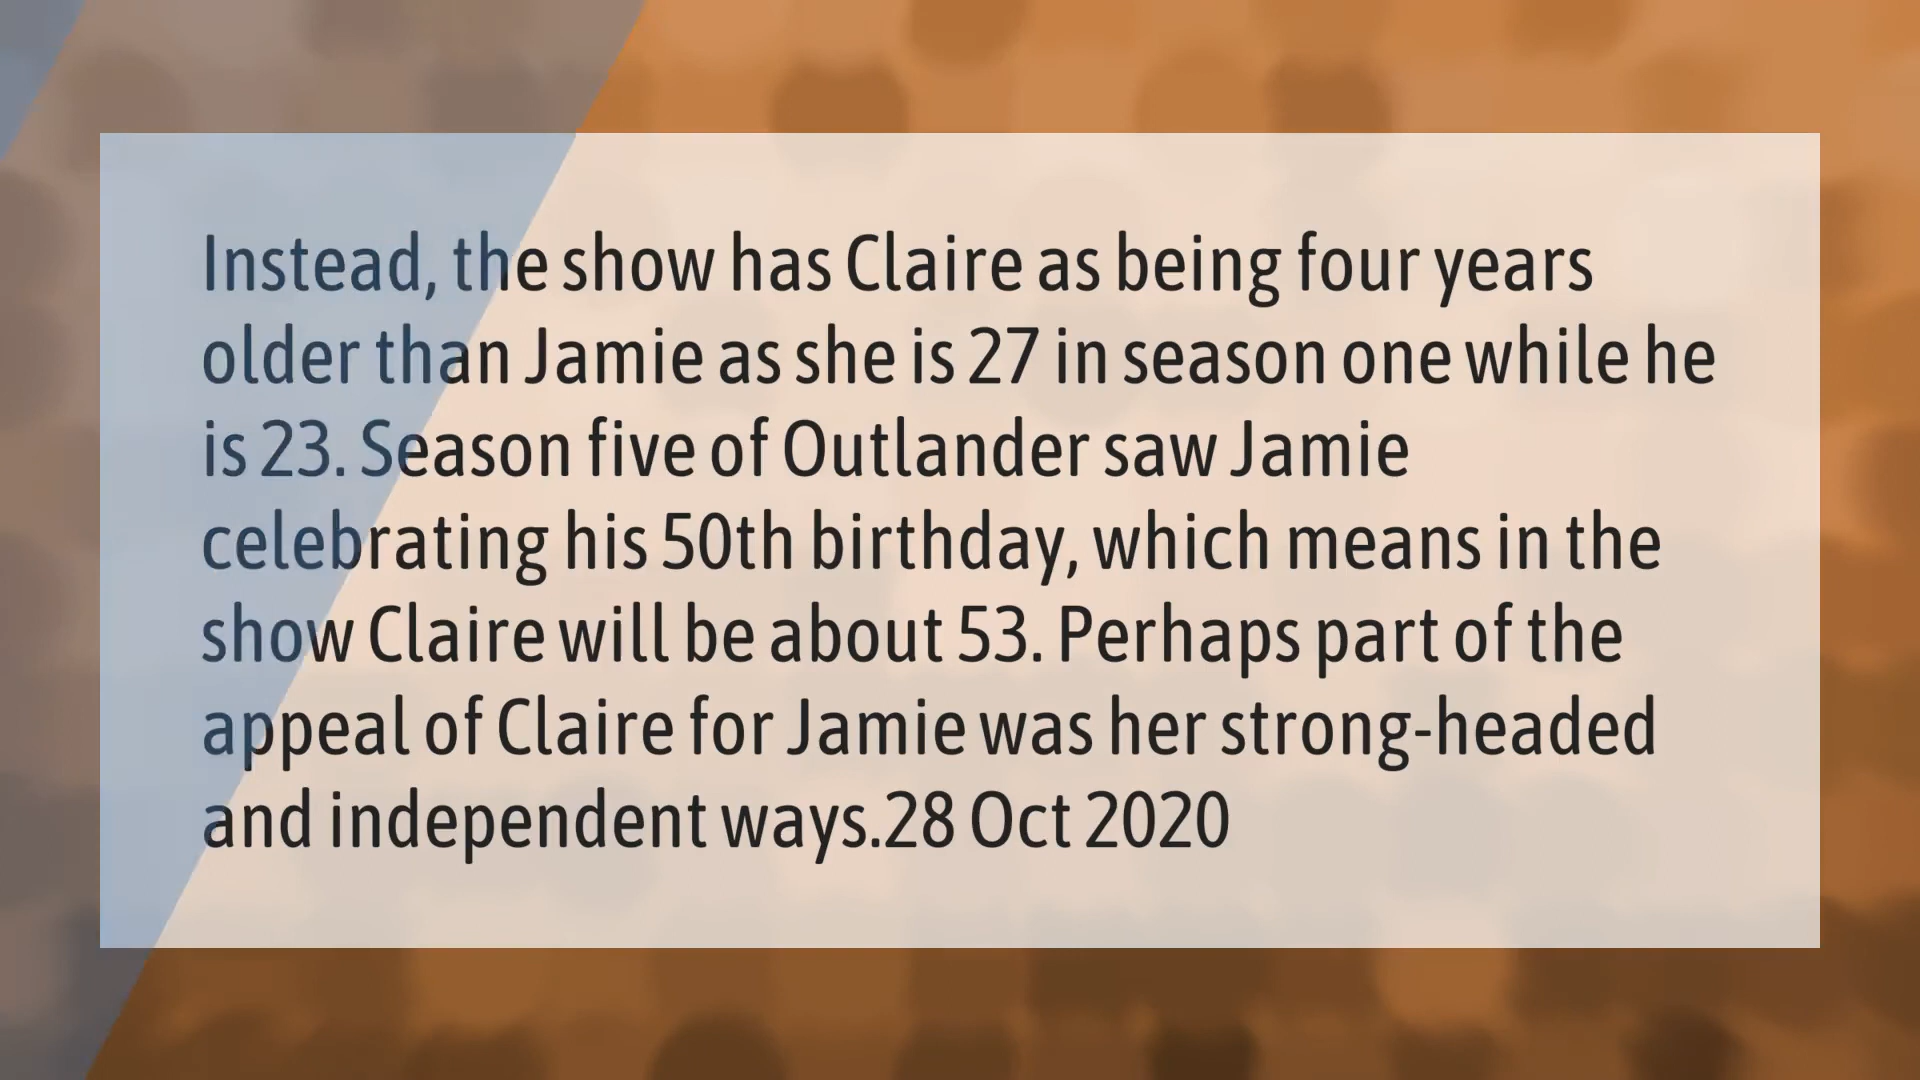 Instead, the show has Claire as being four years
older than Jamie as she is 27 in season one while he
is 23. Season five of Outlander saw Jamie
celebrating his 50th birthday, which means in the
show Claire will be about 53. Perhaps part of the
appeal of Claire for Jamie was her strong-headed
and independent ways.28 Oct 2020